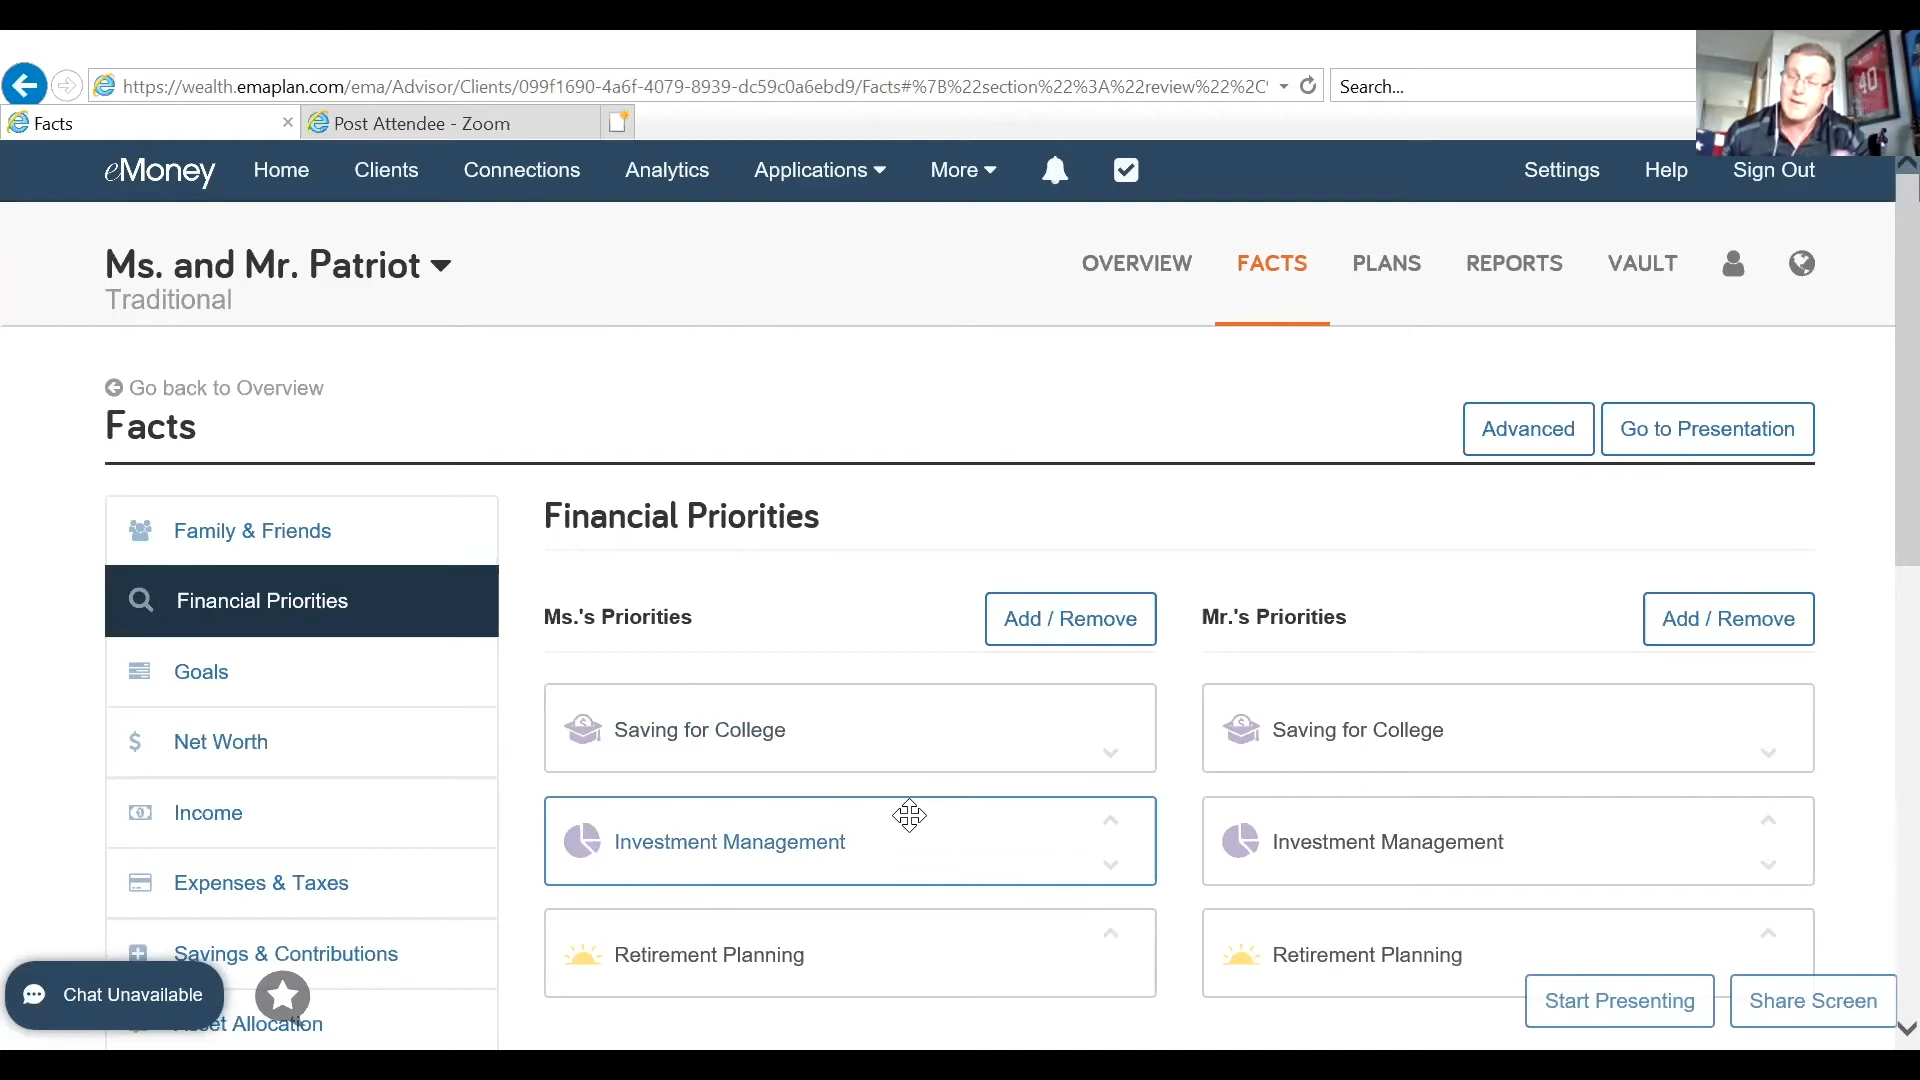 https://wealth.emaplan.com/ema/Advisor/Clients/099f1690-4a6f-4079-8939-dc59c0a6ebd9/Facts#%7B%22section%22%3A%22review%22%2C
Search...
Facts
Post Attendee - Zoom
eMoney
Home
Clients
Connections
Analytics
Applications
More
Settings
Help
Sign Out
Ms. and Mr. Patriot
Traditional
OVERVIEW
FACTS
PLANS
REPORTS
VAULT
Go back to Overview
Facts
Advanced
Go to Presentation
Family & Friends
Financial Priorities
Goals
Net Worth
Income
Expenses & Taxes
Savings & Contributions
Asset Allocation
Financial Priorities
Ms.'s Priorities
Add / Remove
Saving for College
Investment Management
Retirement Planning
Mr.'s Priorities
Add / Remove
Saving for College
Investment Management
Retirement Planning
Chat Unavailable
Start Presenting
Share Screen
40